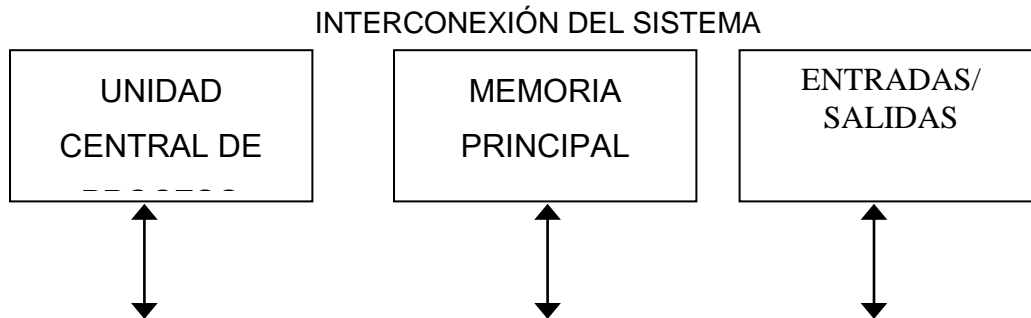 INTERCONEXIÓN DEL SISTEMA
UNIDAD
CENTRAL DE
MEMORIA
PRINCIPAL
ENTRADAS/
SALIDAS